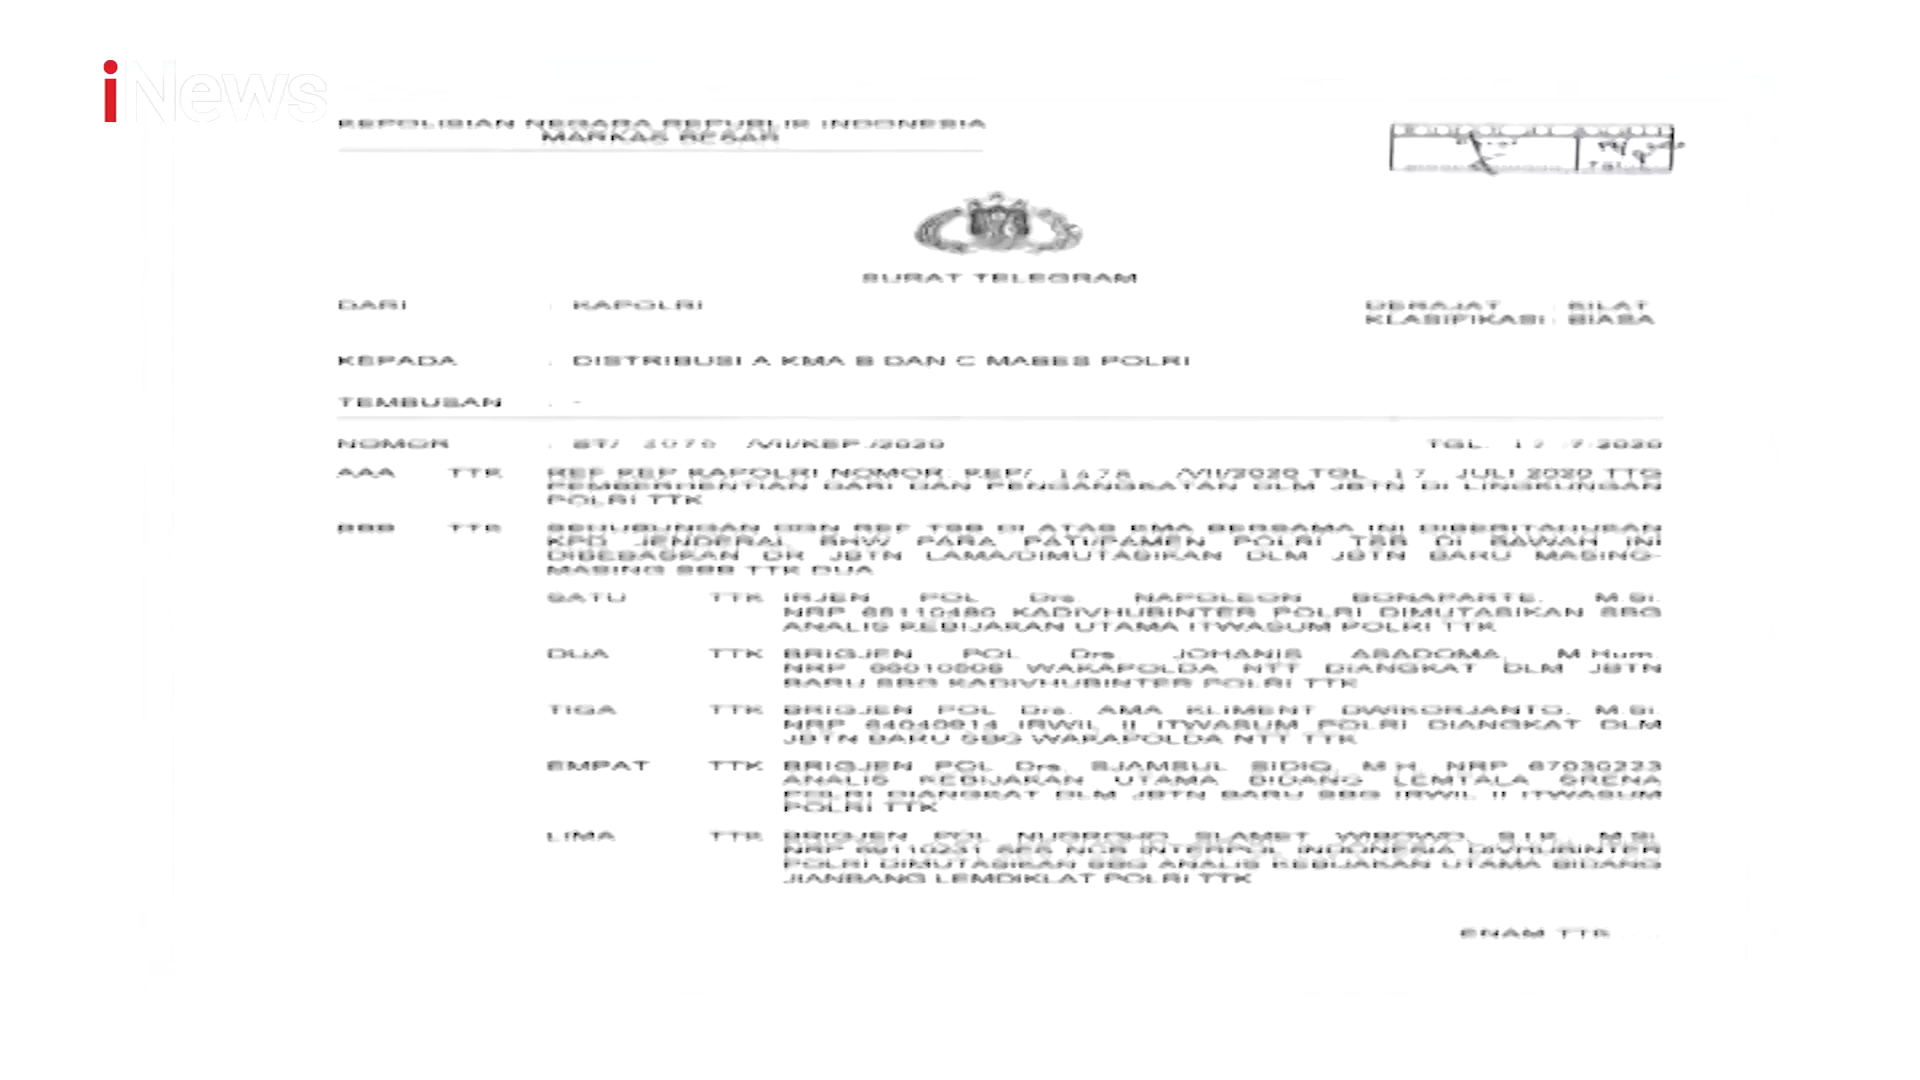 iNews
KEPOLISIAN NEGARA REPUBLIK INDONESIA
MARKAS BESAR
SURAT TELEGRAM
DARI : KAPOLRI
DERAJAT : KILAT
KLASIFIKASI : BIASA
KEPADA : DISTRIBUSI A KMA B DAN C MABES POLRI
TEMBUSAN : -
NOMOR : ST/ /VII/KEP./2020 TGL. 17 - 7-2020
AAA TTK REF KEP KAPOLRI NOMOR: KEP/ /VII/2020 TGL 17 JULI 2020 TTG
PEMBERHENTIAN DARI DAN PENGANGKATAN DLM JBTN DI LINGKUNGAN
POLRI TTK
BBB TTK SEHUBUNGAN DGN REF TSB DI ATAS KMA BERSAMA INI DIBERITAHUKAN
KPD JENDERAL BHW PARA PATI/PAMEN POLRI TSB DI BAWAH INI
DIBEBASKAN DR JBTN LAMA/DIMUTASIKAN DLM JBTN BARU MASING-
MASING SBB TTK DUA
SATU TTK IRJEN POL Drs. NAPOLEON BONAPARTE, M.Si.
NRP 65110480 KADIVHUBINTER POLRI DIMUTASIKAN SBG
ANALIS KEBIJAKAN UTAMA ITWASUM POLRI TTK
DUA TTK BRIGJEN POL Drs. JOHANIS ASADOMA, M.Hum.
NRP WAKAPOLDA NTT DIANGKAT DLM JBTN
BARU SBG KADIVHUBINTER POLRI TTK
TIGA TTK BRIGJEN POL Drs. AMA KLIMENT DWIKORJANTO, M.Si.
NRP 64040914 IRWIL II ITWASUM POLRI DIANGKAT DLM
JBTN BARU SBG WAKAPOLDA NTT TTK
EMPAT TTK BRIGJEN POL Drs. SJAMSUL SIDIQ, M.H. NRP 67030223
ANALIS KEBIJAKAN UTAMA BIDANG LEMTALA SRENA
POLRI DIANGKAT DLM JBTN BARU SBG IRWIL II ITWASUM
POLRI TTK
LIMA TTK BRIGJEN POL NUGROHO SLAMET WIBOWO, S.I.K., M.Si.
NRP SES NCB INTERPOL INDONESIA DIVHUBINTER
POLRI DIMUTASIKAN SBG ANALIS KEBIJAKAN UTAMA BIDANG
JIANBANG LEMDIKLAT POLRI TTK
ENAM TTK